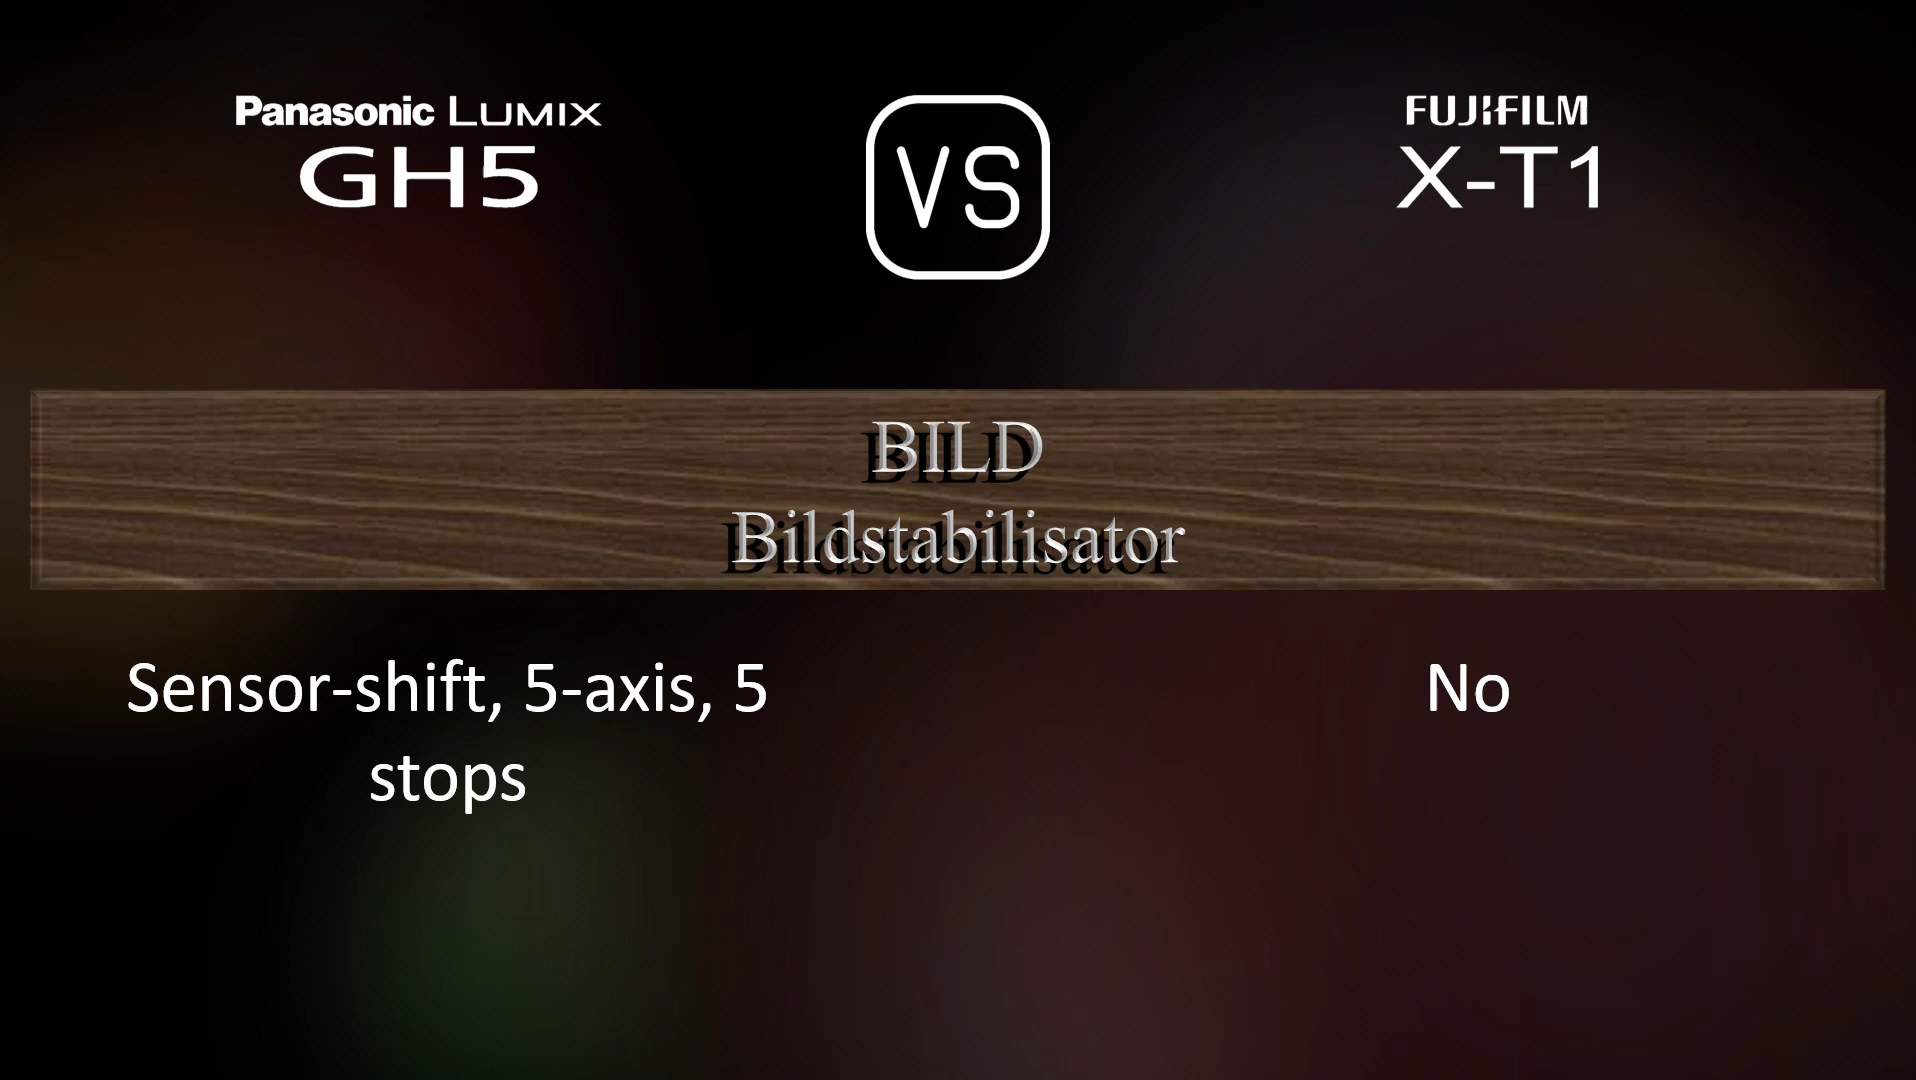 Panasonic LUMIX
GH5
VS
FUJIFILM
X-T1
BILD
Bildstabilisator
Sensor-shift, 5-axis, 5
stops
No